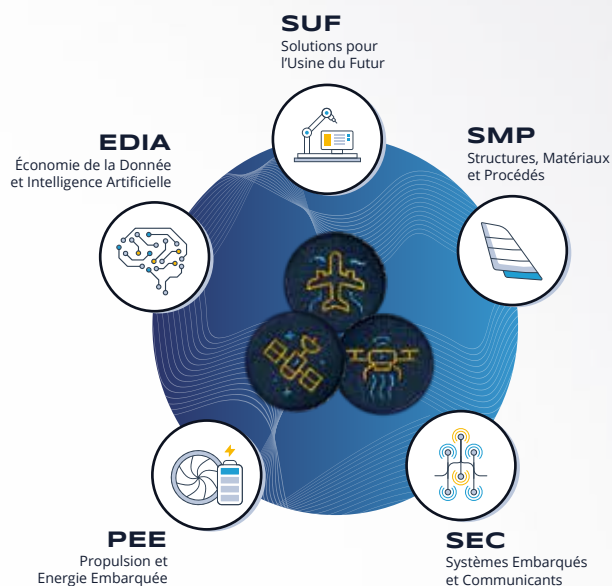 SUF
Solutions pour
l'Usine du Futur
EDIA
Économie de la Donnée
et Intelligence Artificielle
SMP
Structures, Matériaux
et Procédés
PEE
Propulsion et
Energie Embarquée
SEC
Systèmes Embarqués
et Communicants